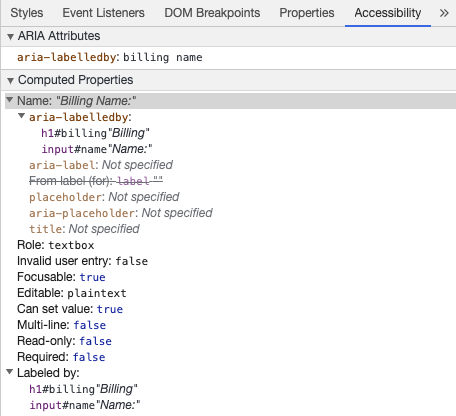 Styles Event Listeners DOM Breakpoints Properties Accessibility »
ARIA Attributes
aria-labelledby: billing name
Computed Properties
Name: "Billing Name:"
aria-labelledby:
h1#billing"Billing"
input#name"Name:"
aria-label: Not specified
From label (for): label ""
placeholder: Not specified
aria-placeholder: Not specified
title: Not specified
Role: textbox
Invalid user entry: false
Focusable: true
Editable: plaintext
Can set value: true
Multi-line: false
Read-only: false
Required: false
Labeled by:
h1#billing"Billing"
input#name"Name:"